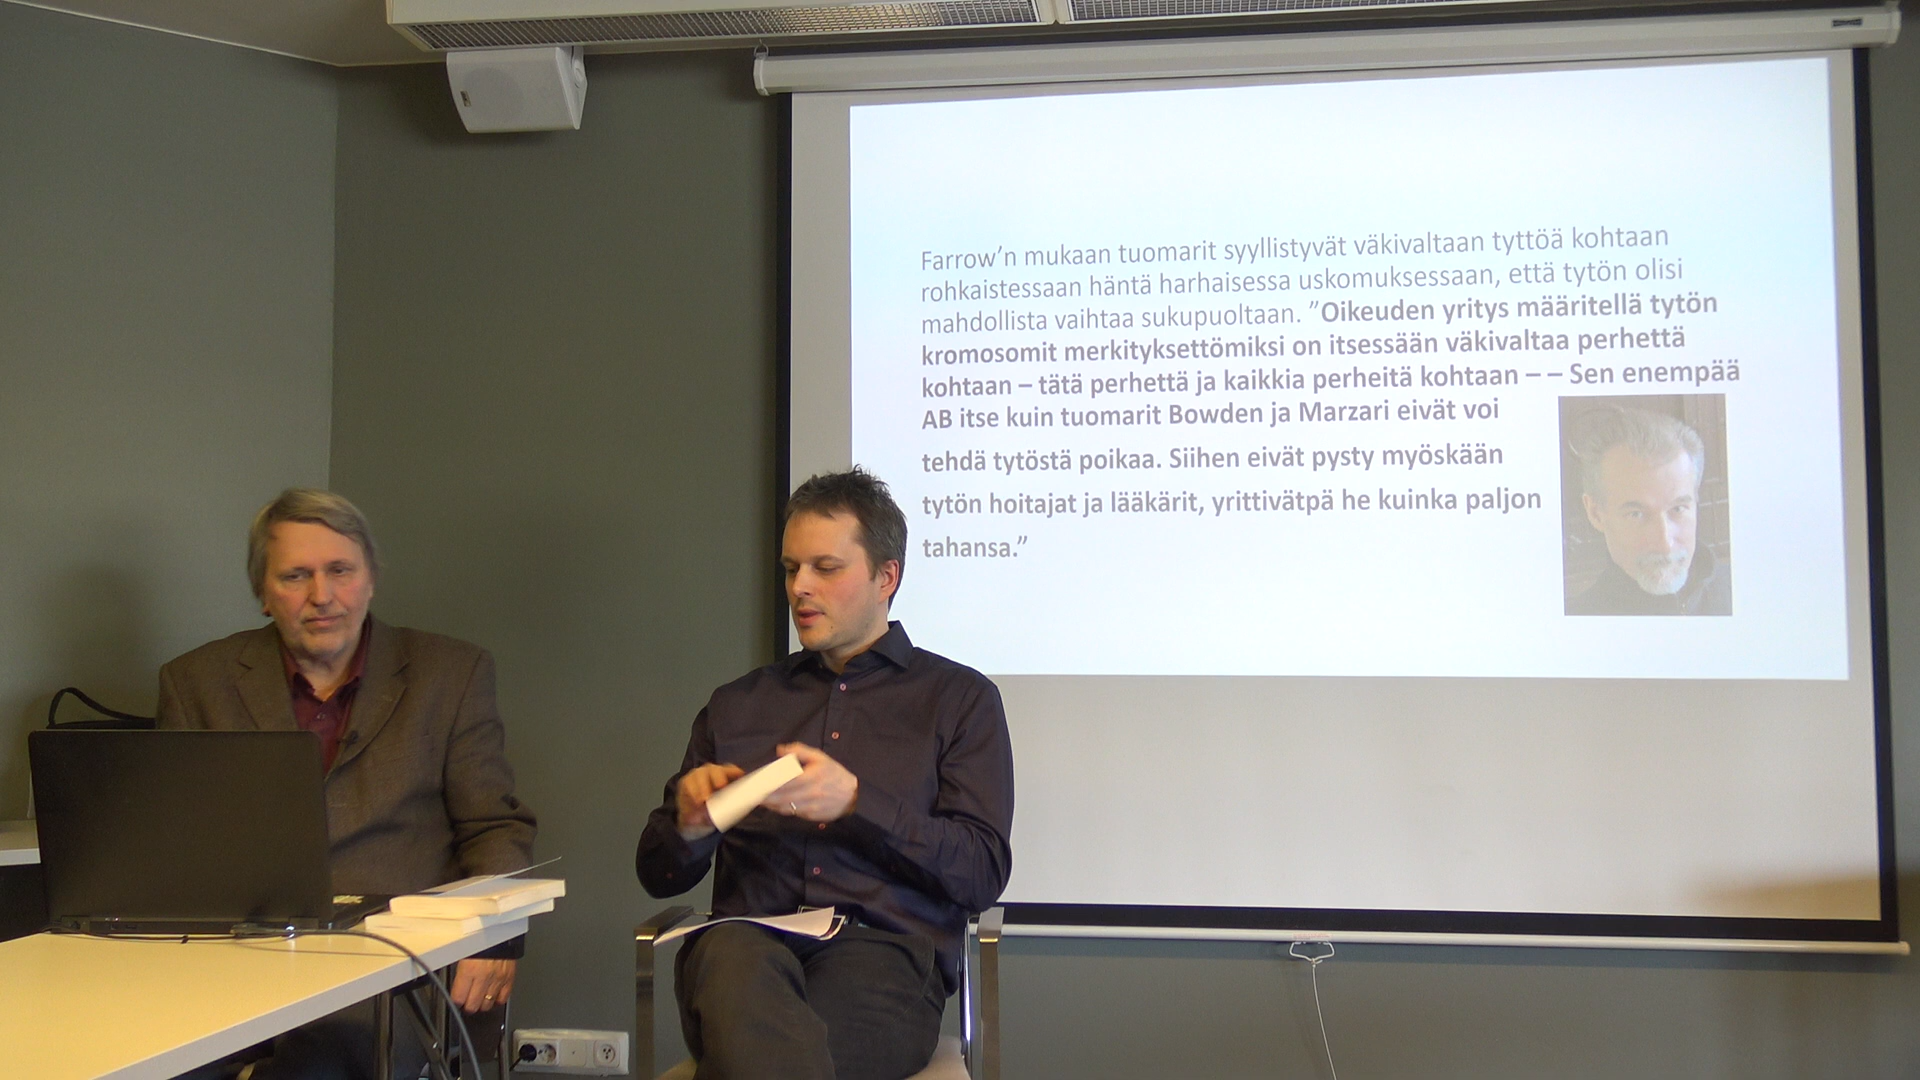 Farrow’n mukaan tuomarit syyllistyvät väkivaltaan tyttöä kohtaan
rohkaistessaan häntä harhaisessa uskomuksessaan, että tytön olisi
mahdollista vaihtaa sukupuoltaan. ”Oikeuden yritys määritellä tytön
kromosomit merkityksettömiksi on itsessään väkivaltaa perhettä
kohtaan – tätä perhettä ja kaikkia perheitä kohtaan – – Sen enempää
AB itse kuin tuomarit Bowden ja Marzari eivät voi
tehdä tytöstä poikaa. Siihen eivät pysty myöskään
tytön hoitajat ja lääkärit, yrittivätpä he kuinka paljon
tahansa.”